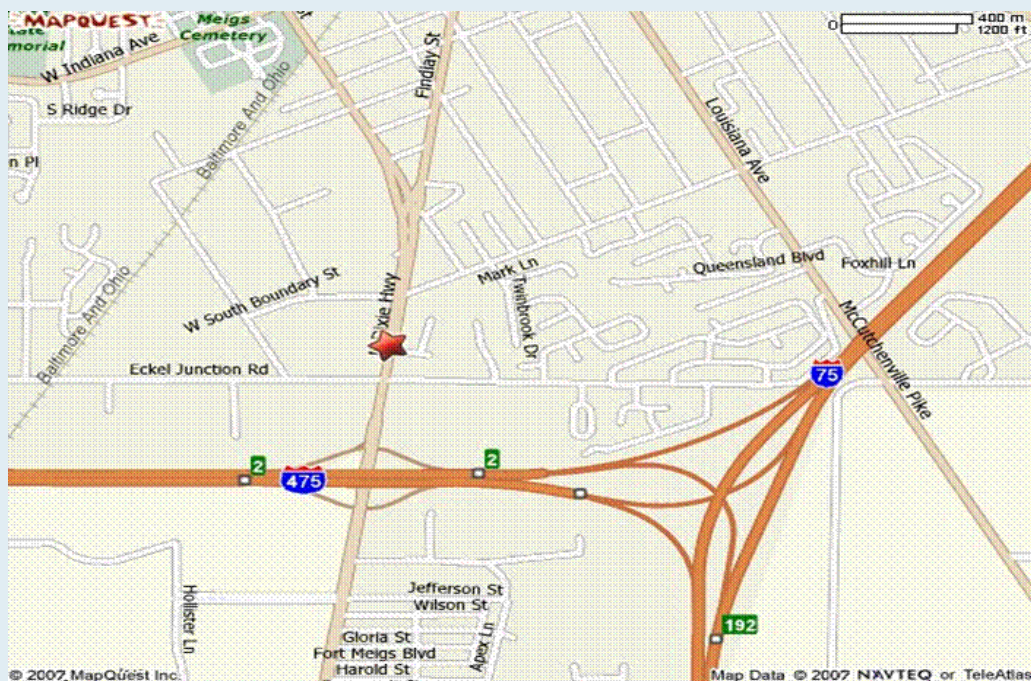 MAPQUEST
morial
Meigs
Cemetery
400 m
0
1200 ft
W Indiana Ave
Findlay St
S Ridge Dr
Baltimore And Ohio
Louisiana Ave
n Pl
Mark Ln
Queensland Blvd
Foxhill Ln
W South Boundary St
Dixie Hwy
Twinbrook Dr
Baltimore And Ohio
McCutchenville Pike
Eckel Junction Rd
75
2
2
475
Hollister Ln
Jefferson St
Wilson St
Apex Ln
192
Gloria St
Fort Meigs Blvd
Harold St
© 2007 MapQuest Inc.
Map Data © 2007 NAVTEQ or TeleAtlas